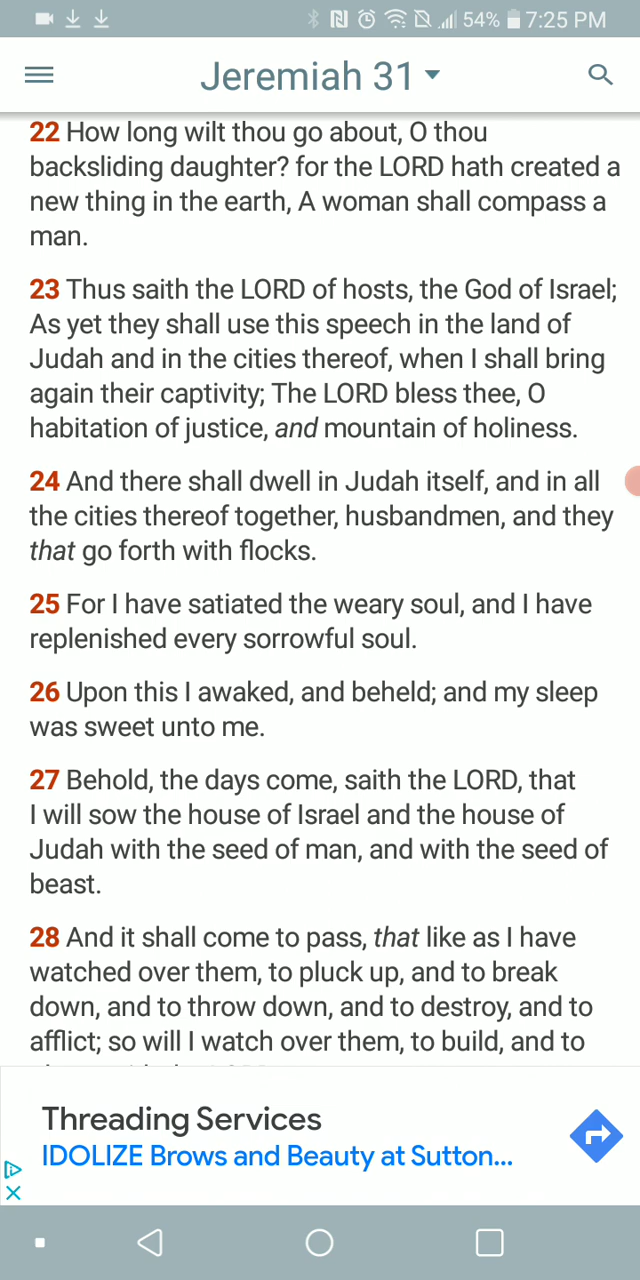 54% 7:25 PM
Jeremiah 31
22 How long wilt thou go about, O thou
backsliding daughter? for the LORD hath created a
new thing in the earth, A woman shall compass a
man.
23 Thus saith the LORD of hosts, the God of Israel;
As yet they shall use this speech in the land of
Judah and in the cities thereof, when I shall bring
again their captivity; The LORD bless thee, O
habitation of justice, and mountain of holiness.
24 And there shall dwell in Judah itself, and in all
the cities thereof together, husbandmen, and they
that go forth with flocks.
25 For I have satiated the weary soul, and I have
replenished every sorrowful soul.
26 Upon this I awaked, and beheld; and my sleep
was sweet unto me.
27 Behold, the days come, saith the LORD, that
I will sow the house of Israel and the house of
Judah with the seed of man, and with the seed of
beast.
28 And it shall come to pass, that like as I have
watched over them, to pluck up, and to break
down, and to throw down, and to destroy, and to
afflict; so will I watch over them, to build, and to
Threading Services
IDOLIZE Brows and Beauty at Sutton...